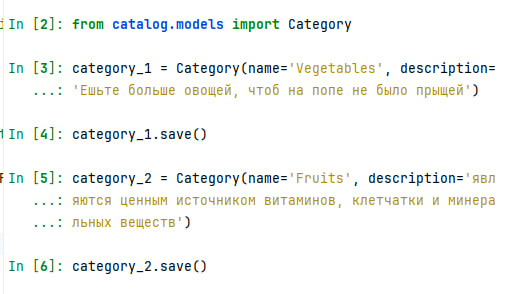 In [2]: from catalog.models import Category
In [3]: category_1 = Category(name='Vegetables', description=
...: 'Ешьте больше овощей, чтоб на попе не было прыщей')
In [4]: category_1.save()
In [5]: category_2 = Category(name='Fruits', description='явл
...: яются ценным источником витаминов, клетчатки и минера
...: льных веществ')
In [6]: category_2.save()